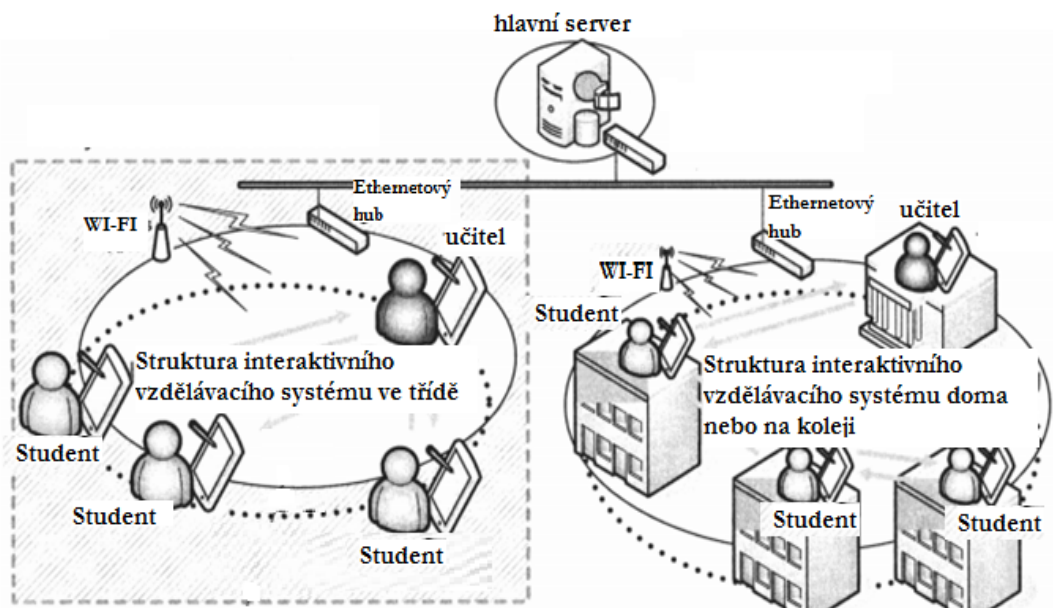 hlavní server
Ethernetový
hub
WI-FI
učitel
Struktura interaktivního
vzdělávacího systému ve třídě
Student
Student
Student
Ethernetový
hub
učitel
WI-FI
Student
Struktura interaktivního
vzdělávacího systému doma
nebo na koleji
Student
Student